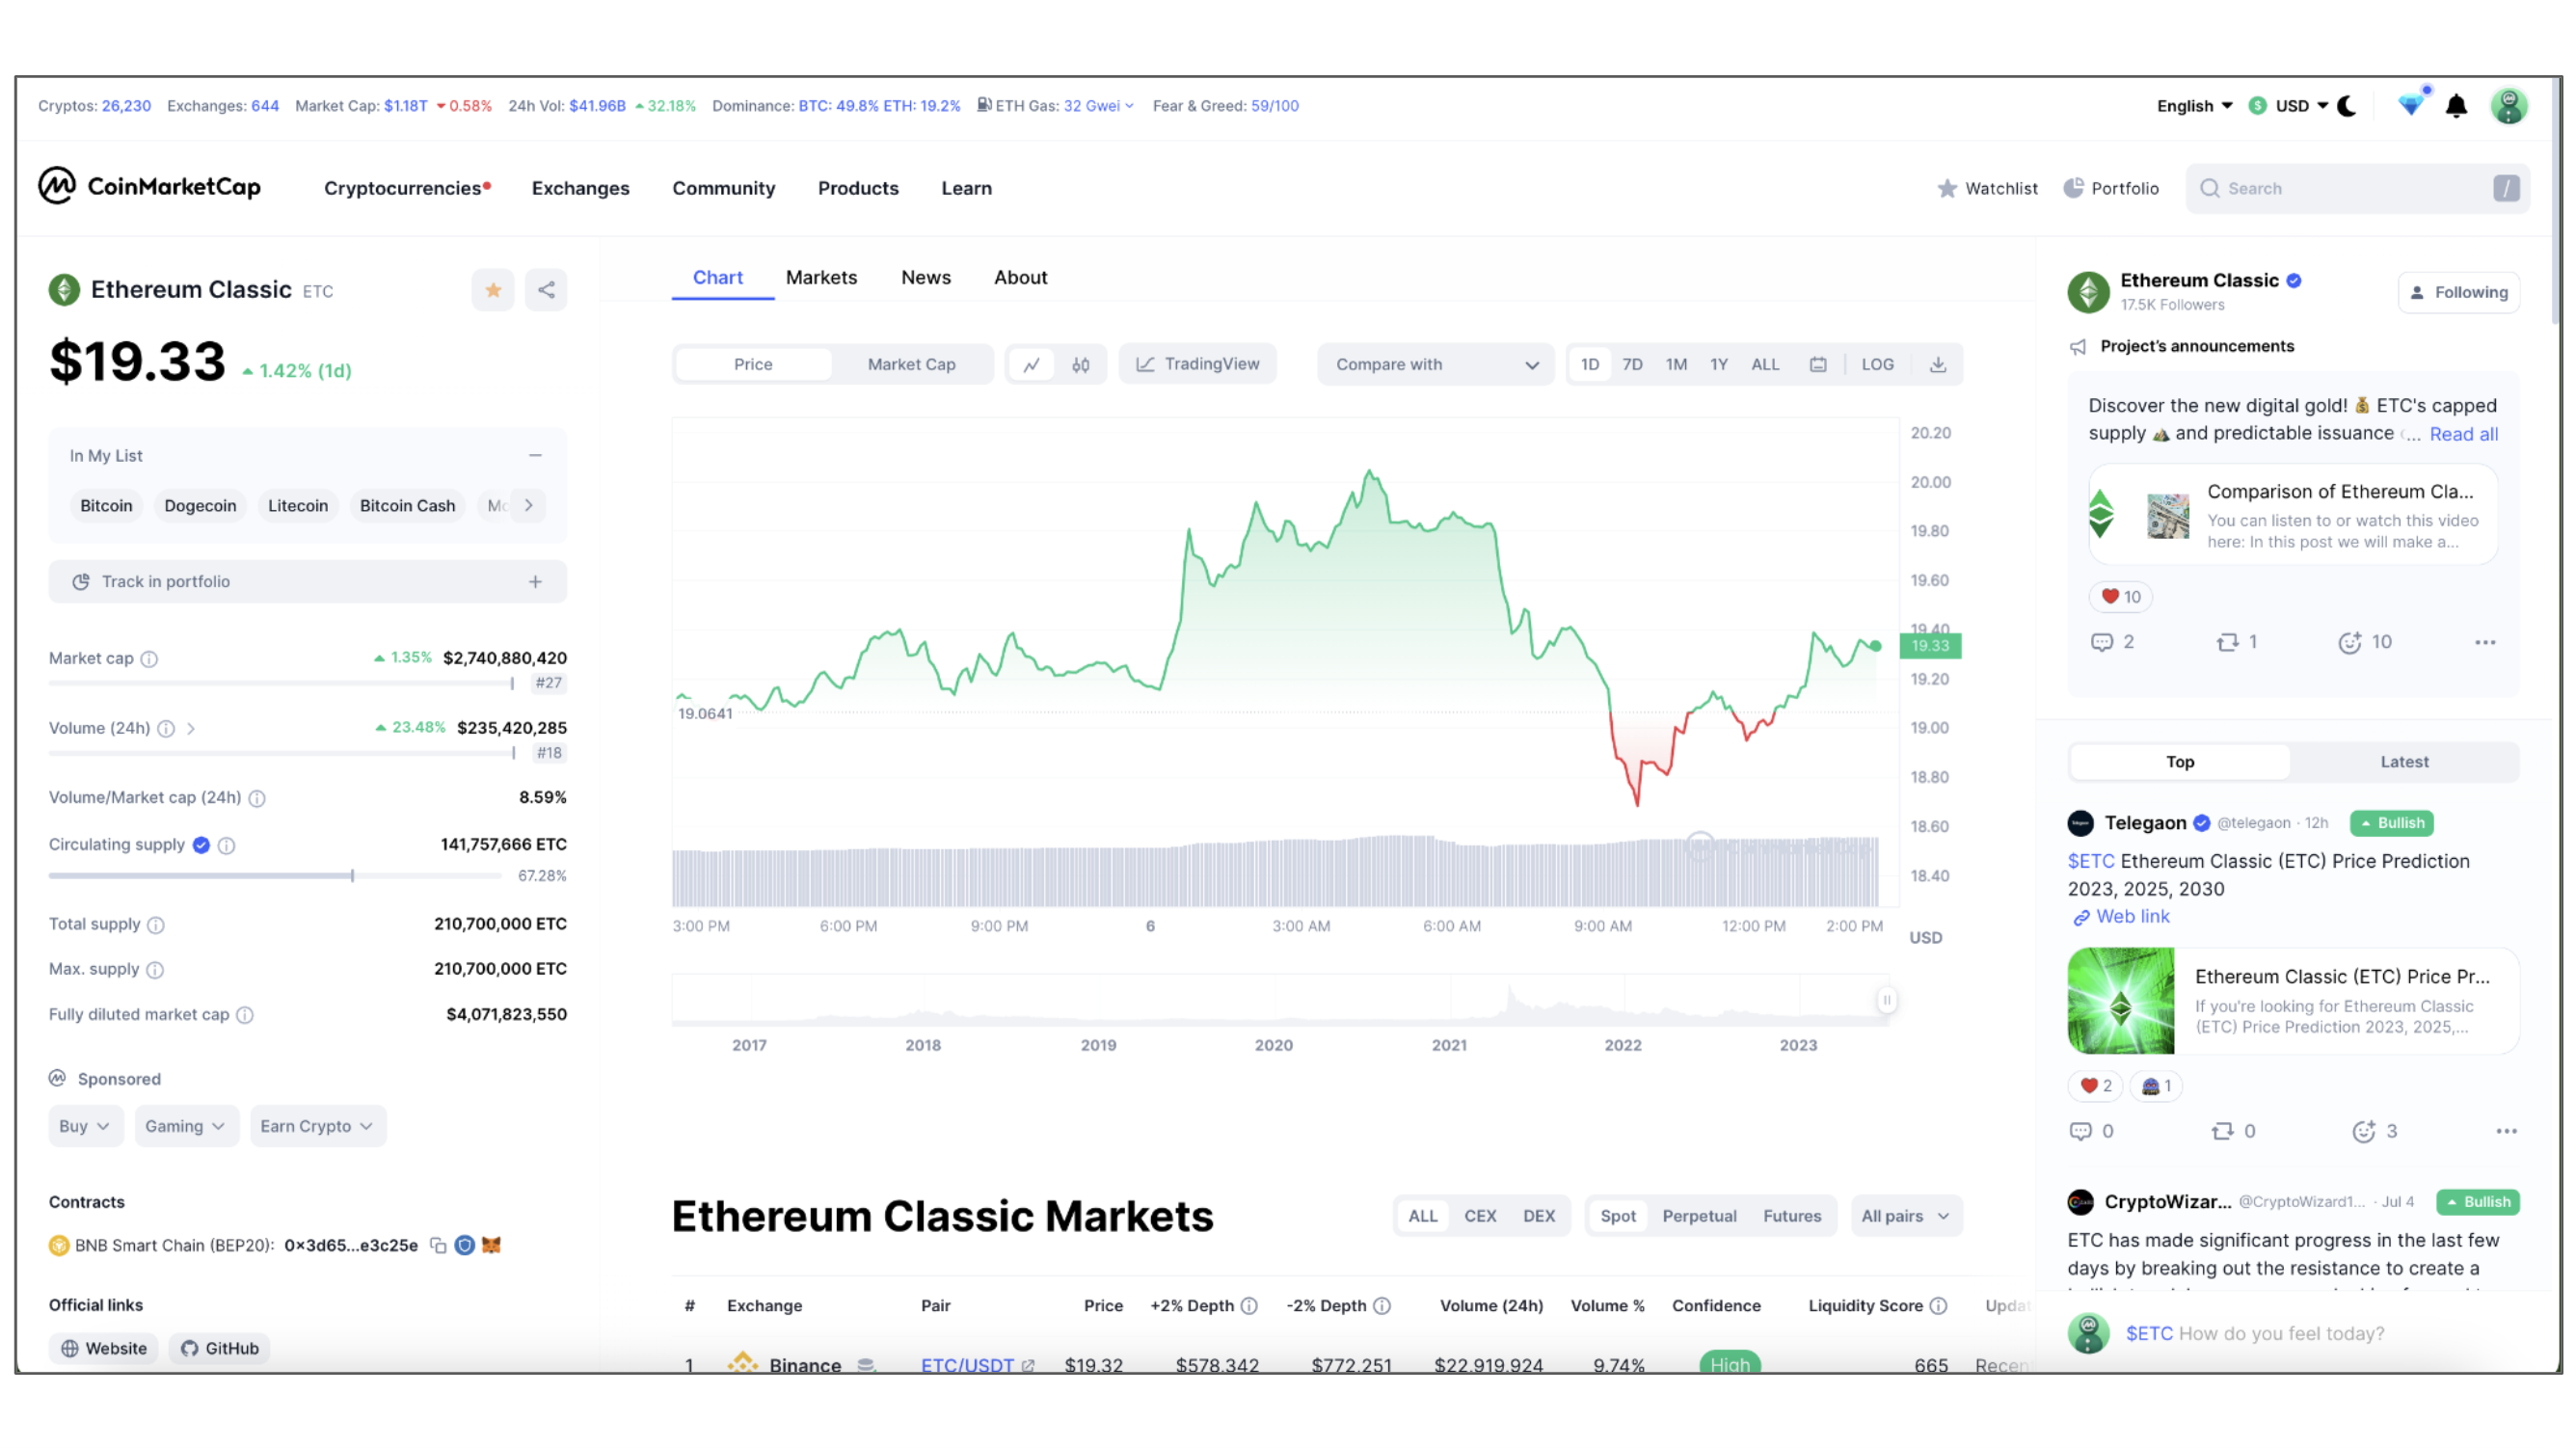 Cryptos: 26,230 Exchanges: 644 Market Cap: $1.18T 0.58% 24h Vol: $41.96B 32.18% Dominance: BTC: 49.8% ETH: 19.2% ETH Gas: 32 Gwei Fear & Greed: 59/100
English USD
CoinMarketCap
Cryptocurrencies Exchanges Community Products Learn
Watchlist Portfolio Search /
Ethereum Classic ETC
$19.33 1.42% (1d)
In My List
Bitcoin Dogecoin Litecoin Bitcoin Cash
Track in portfolio +
Market cap 1.35% $2,740,880,420
#27
Volume (24h) 23.48% $235,420,285
#18
Volume/Market cap (24h) 8.59%
Circulating supply 141,757,666 ETC
67.28%
Total supply 210,700,000 ETC
Max. supply 210,700,000 ETC
Fully diluted market cap $4,071,823,550
Sponsored
Buy Gaming Earn Crypto
Contracts
BNB Smart Chain (BEP20): 0x3d65...e3c25e
Official links
Website GitHub
Chart Markets News About
Price Market Cap TradingView Compare with 1D 7D 1M 1Y ALL LOG
20.20
20.00
19.80
19.60
19.40
19.33
19.20
19.00
18.80
18.60
18.40
19.0641
CoinMarketCap
3:00 PM 6:00 PM 9:00 PM 6 3:00 AM 6:00 AM 9:00 AM 12:00 PM 2:00 PM
USD
2017 2018 2019 2020 2021 2022 2023
Ethereum Classic Markets
ALL CEX DEX Spot Perpetual Futures All pairs
# Exchange Pair Price +2% Depth -2% Depth Volume (24h) Volume % Confidence Liquidity Score
1 Binance ETC/USDT $19.32 $578,342 $772,251 $22,919,924 9.74% High 665
Ethereum Classic
17.5K Followers
Following
Project's announcements
Discover the new digital gold! 💰 ETC's capped
supply ⛰️ and predictable issuance ... Read all
Comparison of Ethereum Cla...
You can listen to or watch this video
here: In this post we will make a...
10
2 1 10
Top Latest
Telegaon @telegaon · 12h Bullish
$ETC Ethereum Classic (ETC) Price Prediction
2023, 2025, 2030
Web link
Ethereum Classic (ETC) Price Pr...
If you're looking for Ethereum Classic
(ETC) Price Prediction 2023, 2025,...
2 1
0 0 3
CryptoWizar... @CryptoWizard1... · Jul 4 Bullish
ETC has made significant progress in the last few
days by breaking out the resistance to create a
$ETC How do you feel today?